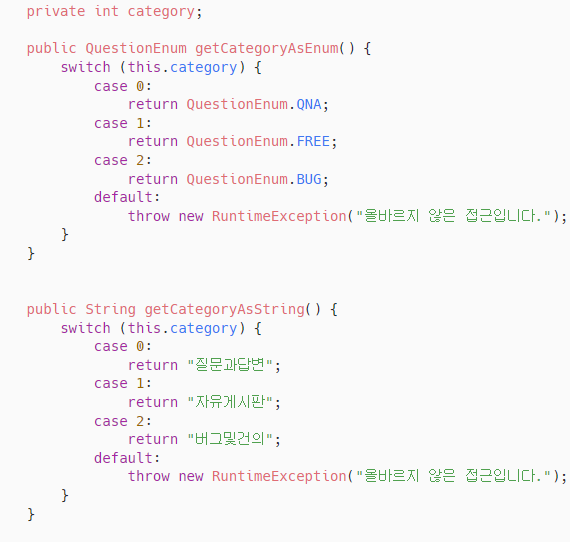 private int category;
public QuestionEnum getCategoryAsEnum() {
switch (this.category) {
case 0:
return QuestionEnum.QNA;
case 1:
return QuestionEnum.FREE;
case 2:
return QuestionEnum.BUG;
default:
throw new RuntimeException("올바르지 않은 접근입니다.");
}
}
public String getCategoryAsString() {
switch (this.category) {
case 0:
return "질문과답변";
case 1:
return "자유게시판";
case 2:
return "버그및건의";
default:
throw new RuntimeException("올바르지 않은 접근입니다.");
}
}